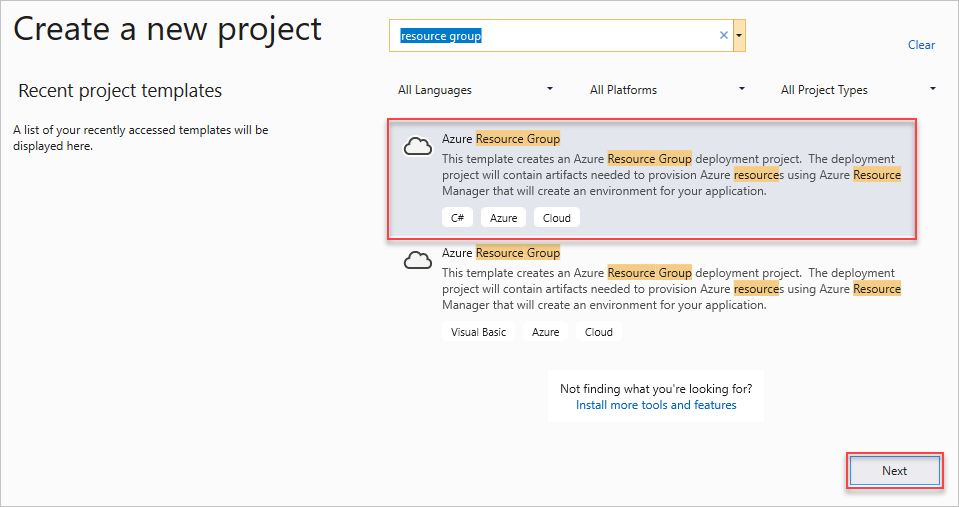 Create a new project
resource group
Clear
Recent project templates
All Languages
All Platforms
All Project Types
A list of your recently accessed templates will be
displayed here.
Azure Resource Group
This template creates an Azure Resource Group deployment project.  The deployment
project will contain artifacts needed to provision Azure resources using Azure Resource
Manager that will create an environment for your application.
C#
Azure
Cloud
Azure Resource Group
This template creates an Azure Resource Group deployment project.  The deployment
project will contain artifacts needed to provision Azure resources using Azure Resource
Manager that will create an environment for your application.
Visual Basic
Azure
Cloud
Not finding what you're looking for?
Install more tools and features
Next